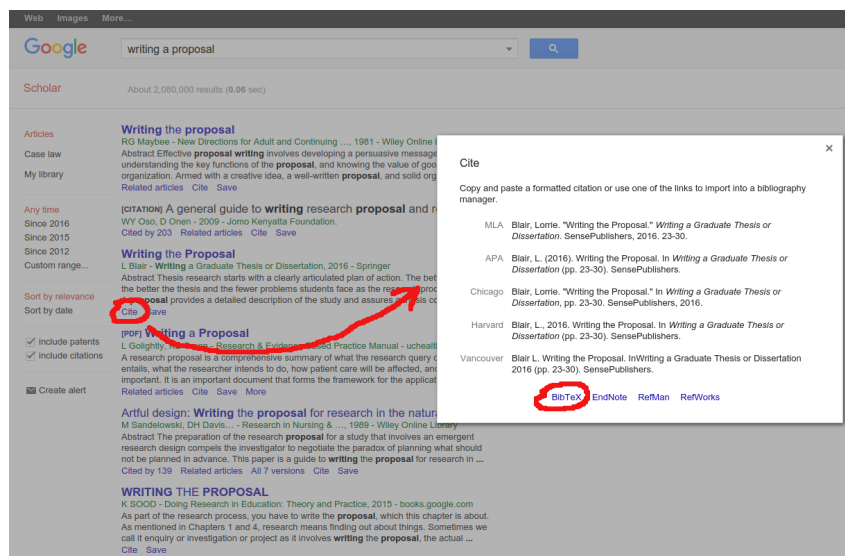 Web Images More...
Google
writing a proposal
Scholar
About 2,080,000 results (0.06 sec)
Articles
Case law
My library
Any time
Since 2016
Since 2015
Since 2012
Custom range...
Sort by relevance
Sort by date
include patents
include citations
Create alert
Writing the proposal
RG Maybee - New Directions for Adult and Continuing ..., 1981 - Wiley Online
Abstract Effective proposal writing involves developing a persuasive message
understanding the key functions of the proposal, and knowing the value of
organization. Armed with a creative idea, a well-written proposal, and solid
Related articles Cite Save
[CITATION] A general guide to writing research proposal and
WY Oso, D Onen - 2009 - Jomo Kenyatta Foundation.
Cited by 203 Related articles Cite Save
Writing the Proposal
L Blair - Writing a Graduate Thesis or Dissertation, 2016 - Springer
Abstract Thesis research starts with a clearly articulated plan of action. The
the better the thesis and the fewer problems students face as the research
proposal provides a detailed description of the study and assures
Cite Save
[PDF] Writing a Proposal
L Golightly, - Research & Evidence Based Practice Manual -
A research proposal is a comprehensive summary of what the research query
entails, what the researcher intends to do, how patient care will be affected,
important. It is an important document that forms the framework for the
Related articles Cite Save More
Artful design: Writing the proposal for research in the
M Sandelowski, DH Davis... - Research in Nursing & ..., 1989 - Wiley Online Library
Abstract The preparation of the research proposal for a study that involves an emergent
research design compels the investigator to negotiate the paradox of planning what should
not be planned in advance. This paper is a guide to writing the proposal for research in ...
Cited by 139 Related articles All 7 versions Cite Save
WRITING THE PROPOSAL
K SOOD - Doing Research in Education: Theory and Practice, 2015 - books.google.com
As part of the research process, you have to write the proposal, which this chapter is about.
As mentioned in Chapters 1 and 4, research means finding out about things. Sometimes we
call it enquiry or investigation or project as it involves writing the proposal, the actual ...
Cite Save
×
Cite
Copy and paste a formatted citation or use one of the links to import into a bibliography
manager.
MLA Blair, Lorrie. "Writing the Proposal." Writing a Graduate Thesis or
Dissertation. SensePublishers, 2016. 23-30.
APA Blair, L. (2016). Writing the Proposal. In Writing a Graduate Thesis or
Dissertation (pp. 23-30). SensePublishers.
Chicago Blair, Lorrie. "Writing the Proposal." In Writing a Graduate Thesis or
Dissertation, pp. 23-30. SensePublishers, 2016.
Harvard Blair, L., 2016. Writing the Proposal. In Writing a Graduate Thesis or
Dissertation (pp. 23-30). SensePublishers.
Vancouver Blair L. Writing the Proposal. InWriting a Graduate Thesis or Dissertation
2016 (pp. 23-30). SensePublishers.
BibTeX EndNote RefMan RefWorks